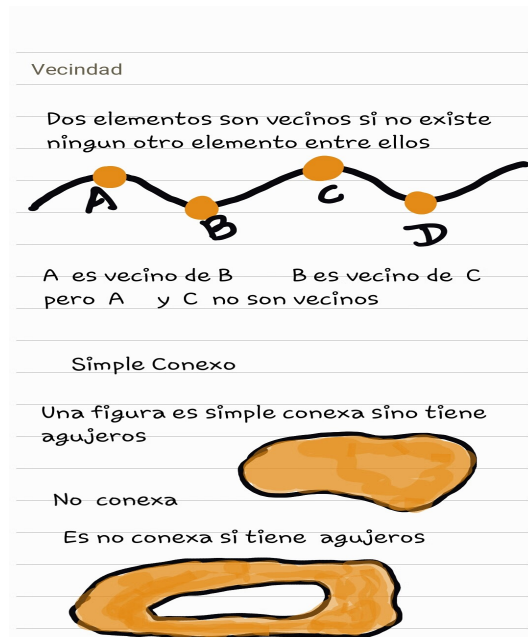 Vecindad
Dos elementos son vecinos si no existe
ningun otro elemento entre ellos
A
B
C
D
A es vecino de B B es vecino de C
pero A y C no son vecinos
Simple Conexo
Una figura es simple conexa sino tiene
agujeros
No conexa
Es no conexa si tiene agujeros